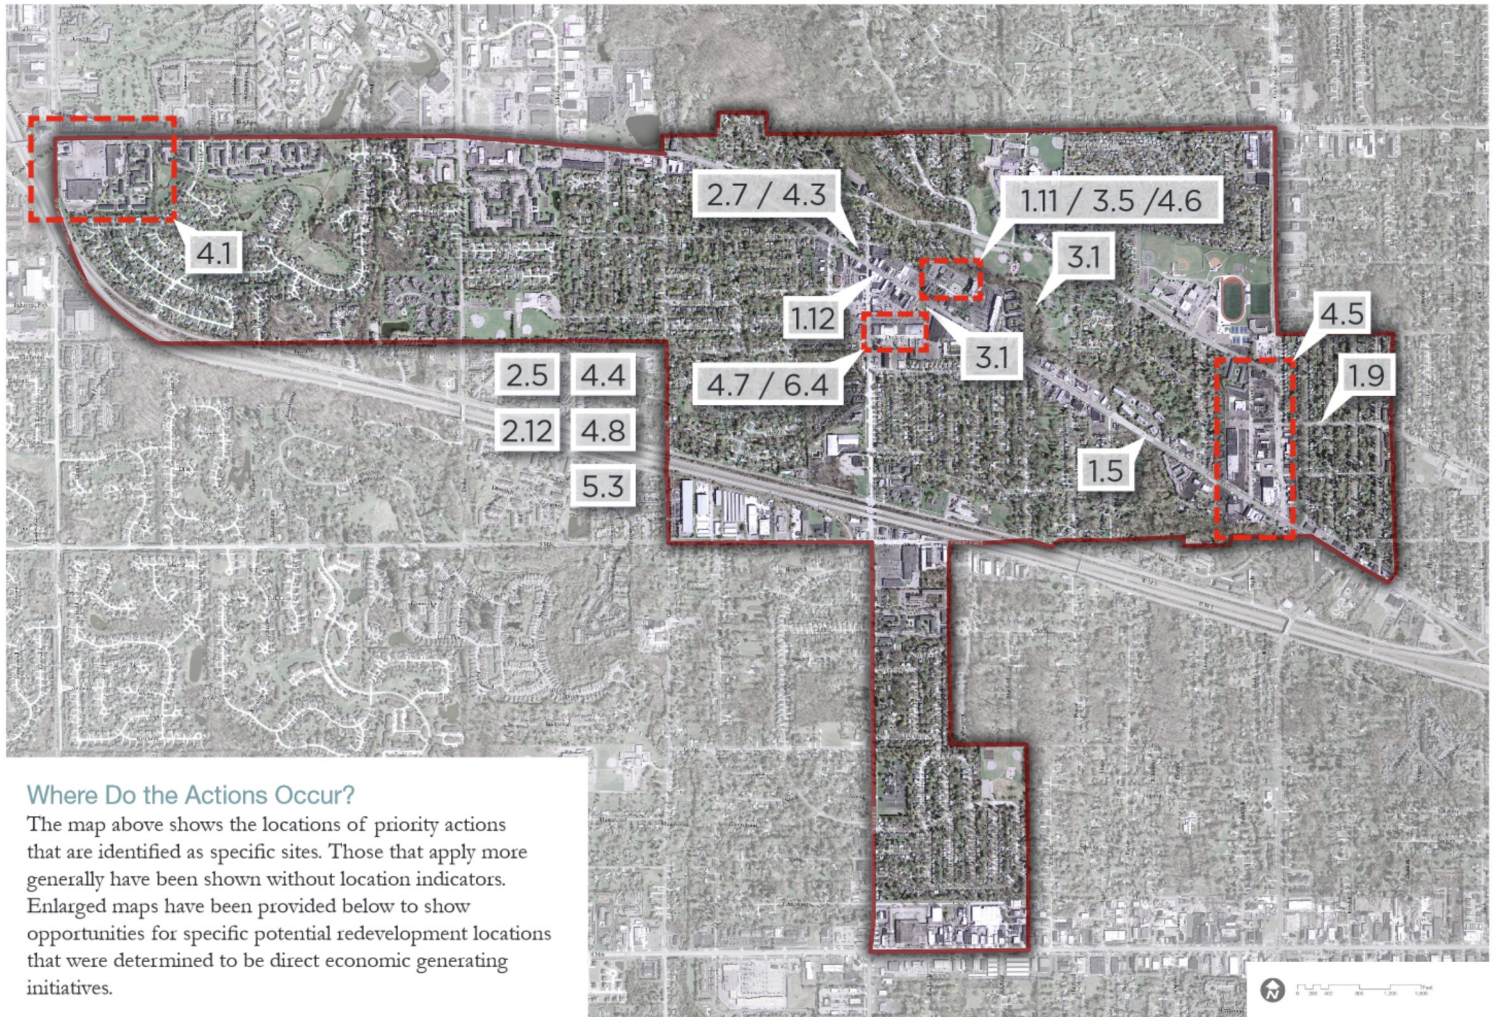 2.7 / 4.3
1.11 / 3.5 /4.6
4.1
3.1
1.12
4.5
3.1
2.5
4.4
4.7 / 6.4
1.9
2.12
4.8
1.5
5.3
Where Do the Actions Occur?
The map above shows the locations of priority actions
that are identified as specific sites. Those that apply more
generally have been shown without location indicators.
Enlarged maps have been provided below to show
opportunities for specific potential redevelopment locations
that were determined to be direct economic generating
initiatives.
N
Feet